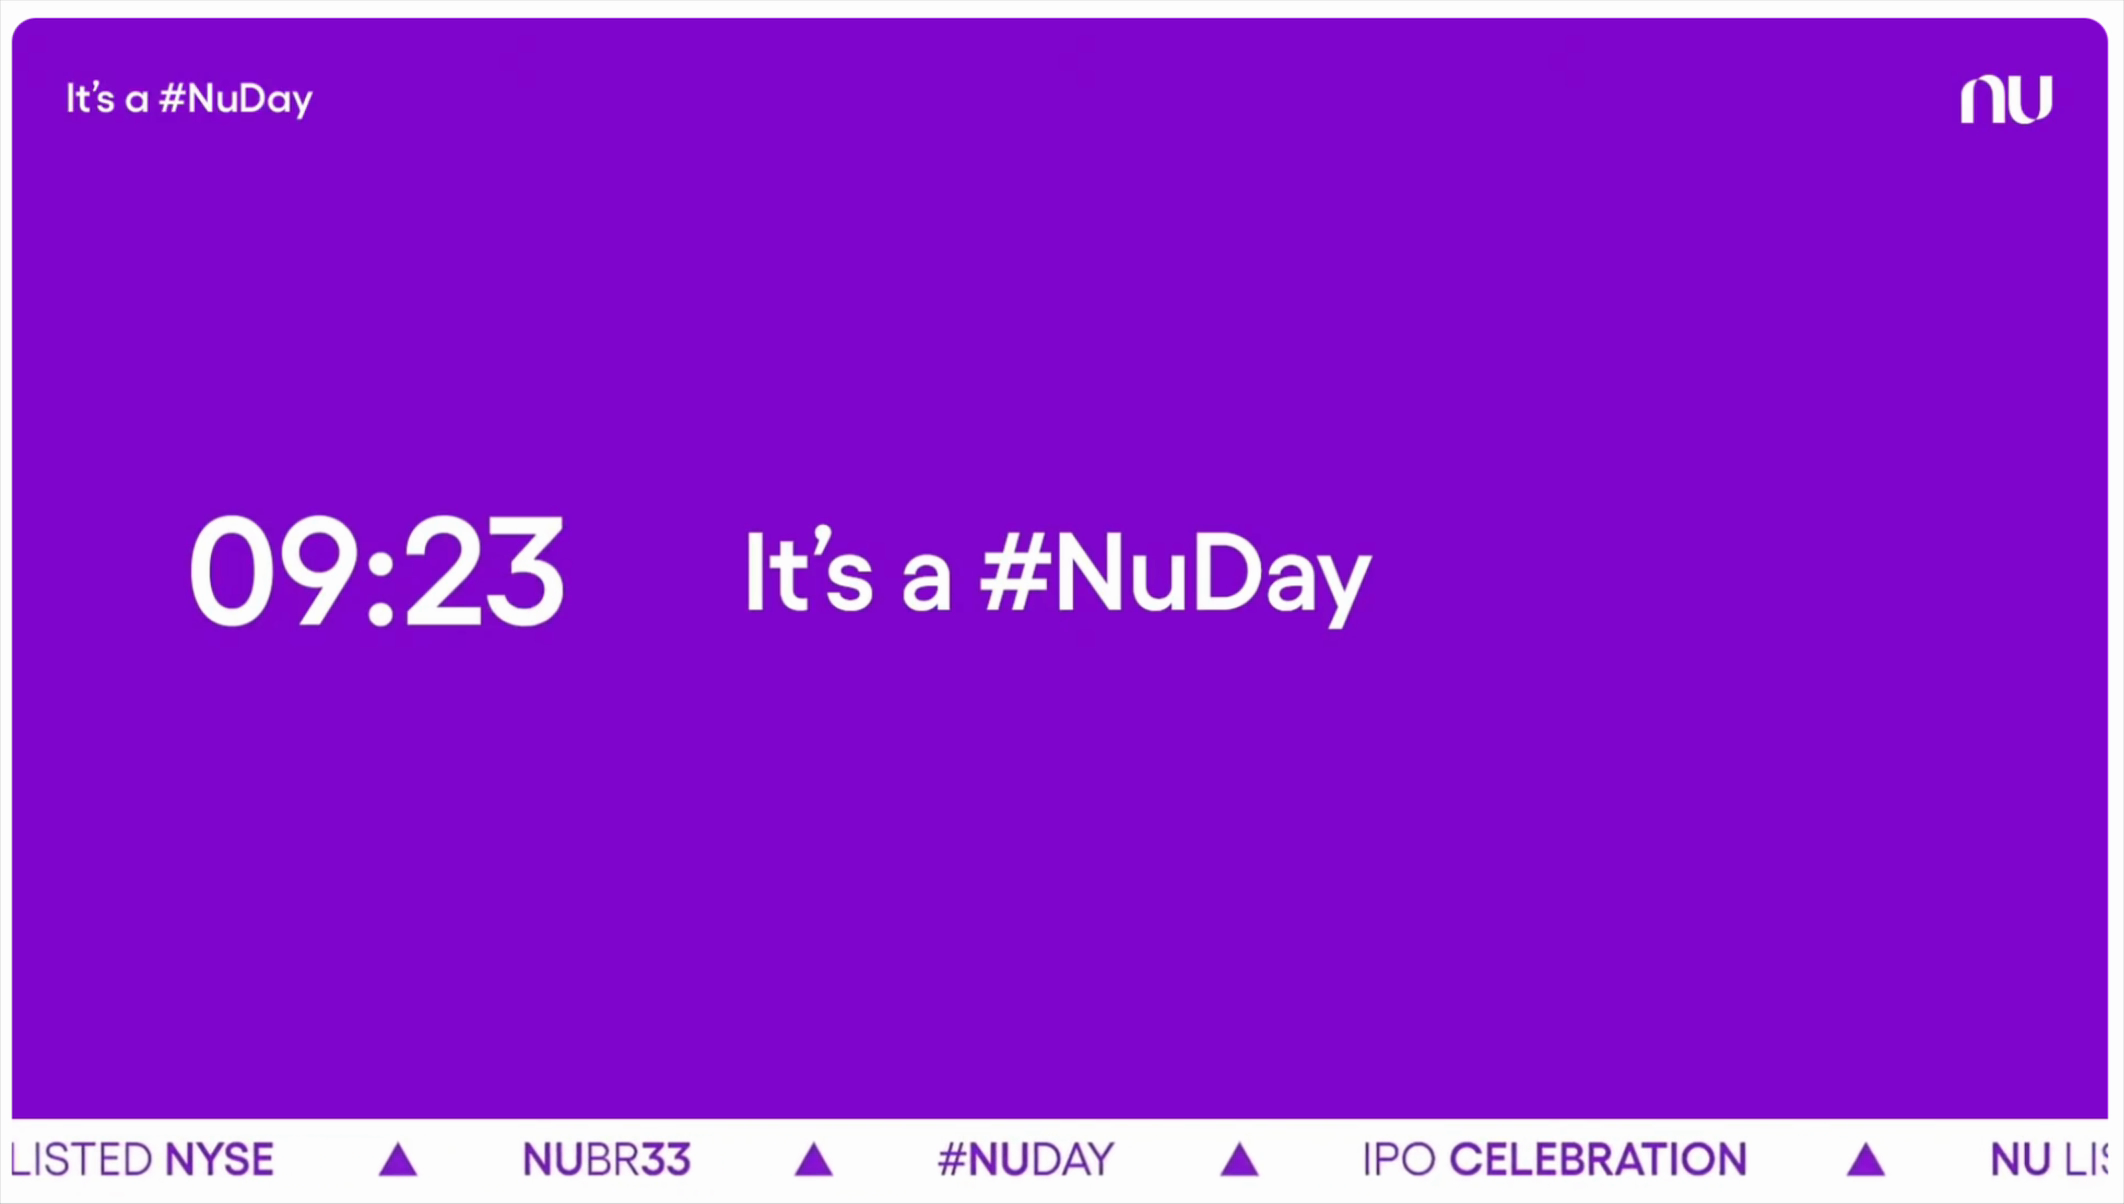 It's a #NuDay
nu
09:23
It's a #NuDay
LISTED NYSE ▲ NUBR33 ▲ #NUDAY ▲ IPO CELEBRATION ▲ NU